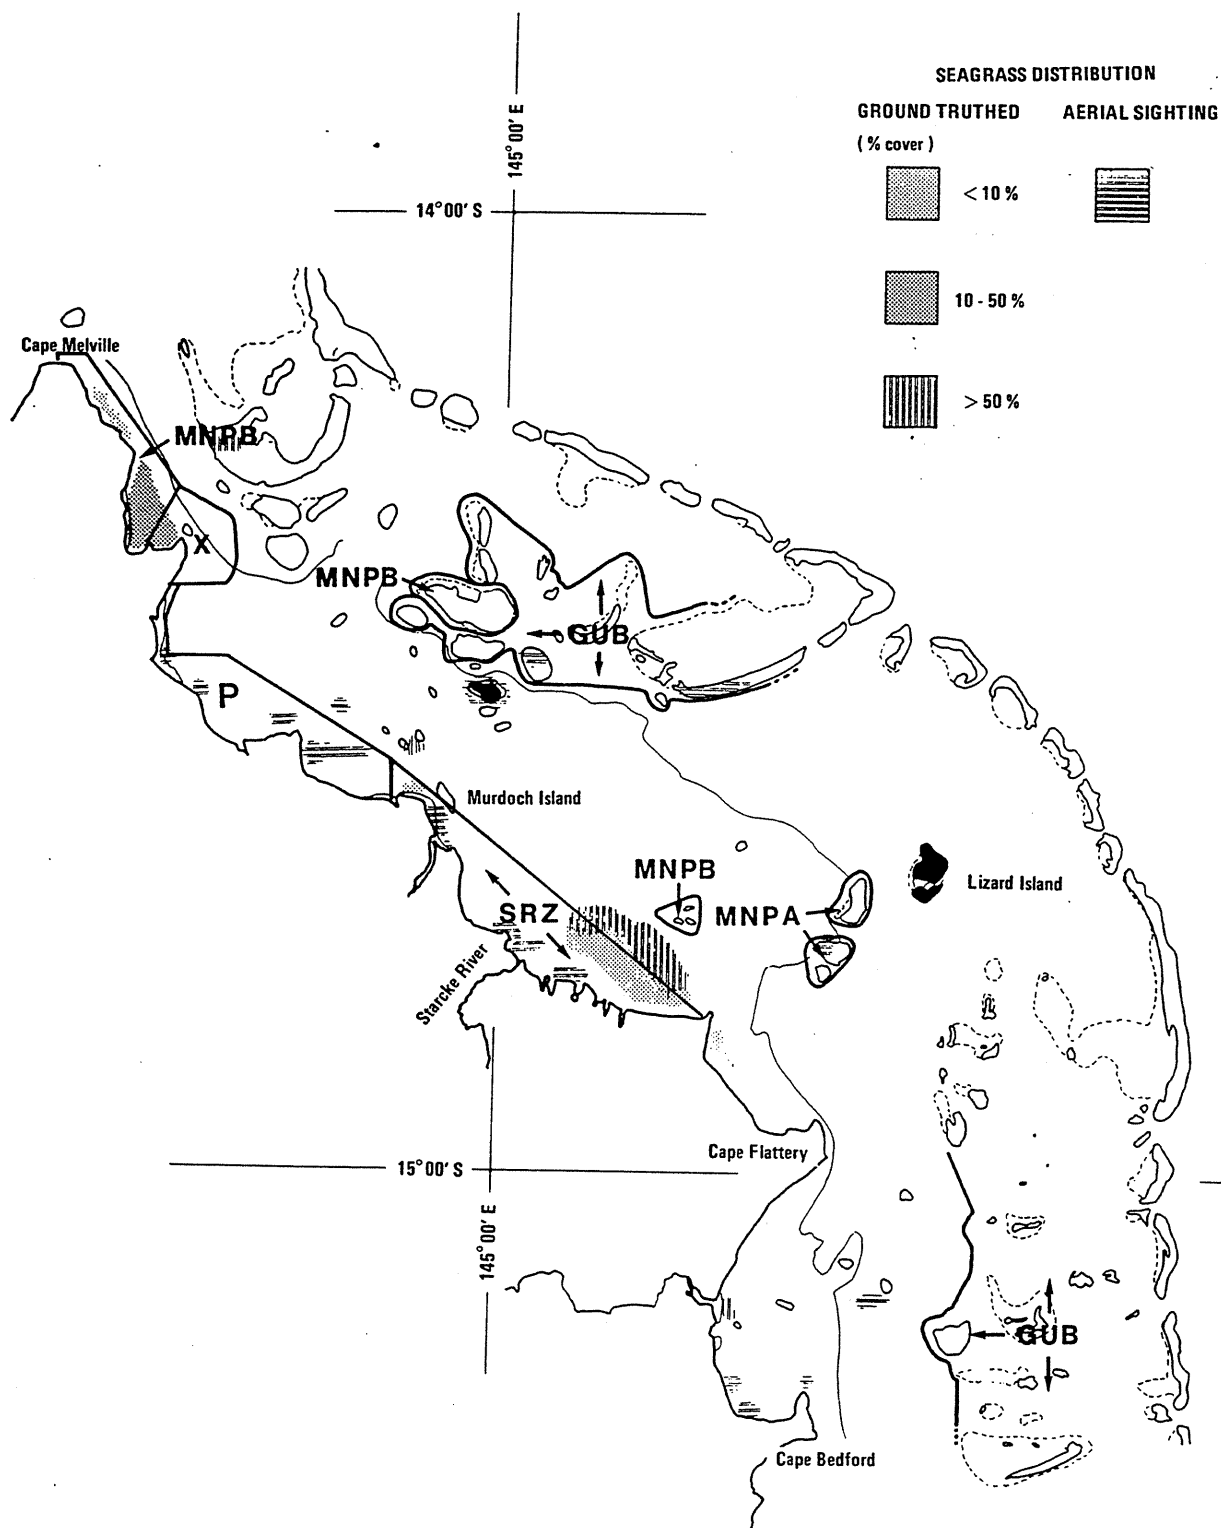 SEAGRASS DISTRIBUTION
GROUND TRUTHED
AERIAL SIGHTING
( % cover )
<10 %
10 - 50 %
> 50 %
145°00' E
14°00' S
Cape Melville
MNPB
X
MNPB
GUB
P
Murdoch Island
MNPB
MNPA
Lizard Island
SRZ
Starcke River
a
Cape Flattery
15°00' S
145°00' E
GUB
Cape Bedford